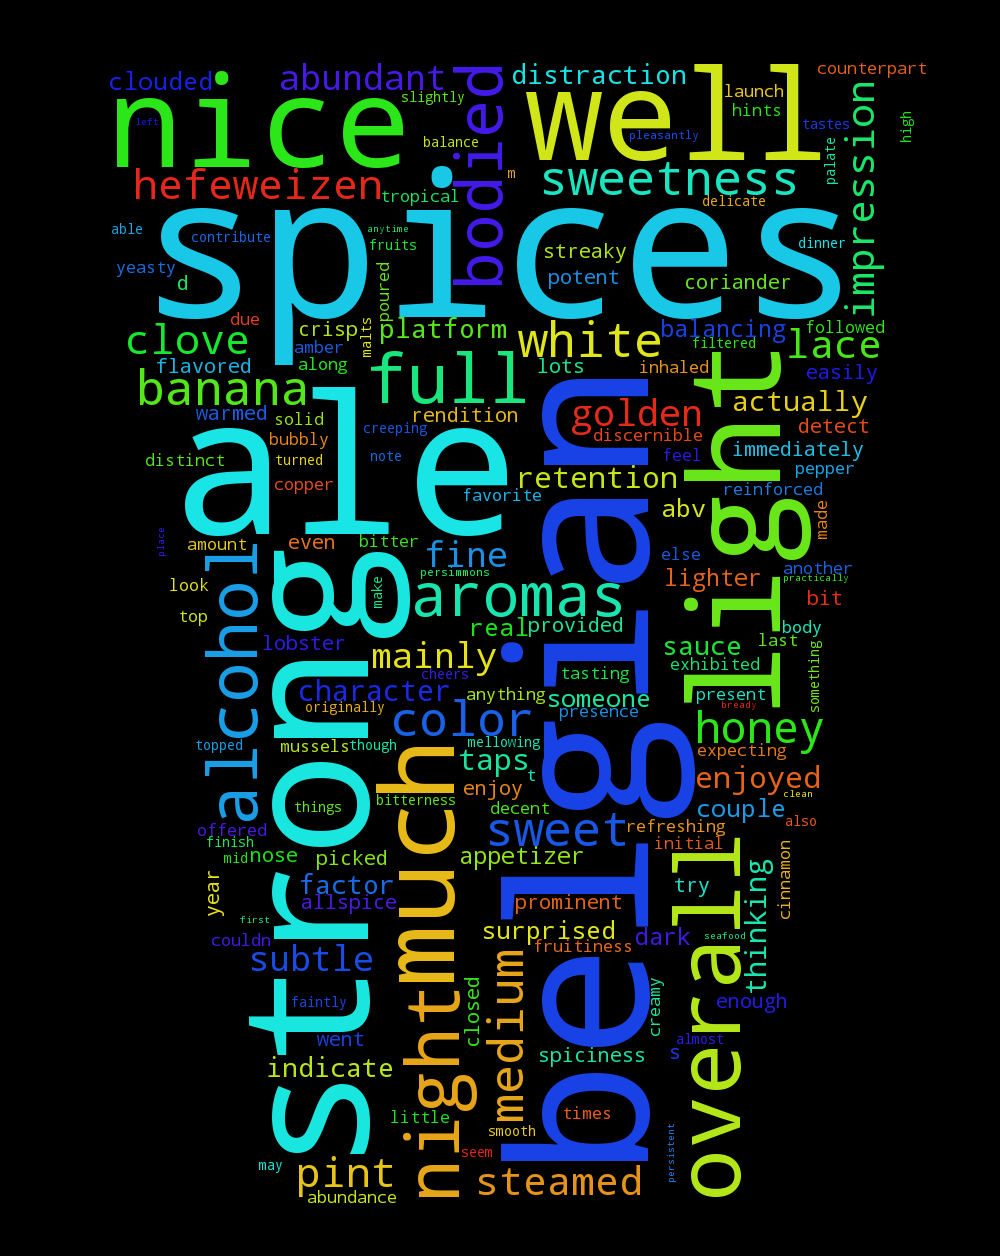 clouded
abundant
nice
slightly
left
balance
bodied
distraction
well
counterpart
launch
hints
pleasantly
tastes
high
impression
palate
hefeweizen
tropical
m
sweetness
delicate
spices
able
contribute
anytime
fruits
streaky
dinner
yeasty
d
poured
potent
coriander
due
clove
crisp
malts
platform
white
balancing
followed
filtered
lace
amber
along
flavored
full
lots
inhaled
easily
banana
light
actually
warmed
solid
rendition
golden
detect
bubbly
creeping
discernible
immediately
ale
distinct
turned
note
feel
pepper
copper
favorite
retention
reinforced
belgian
abv
made
place
amount
even
bitter
fine
else
another
alcohol
strong
look
make
persimmons
aromas
lighter
practically
bit
top
real
provided
body
lobster
mainly
sauce
last
something
cheers
tasting
exhibited
character
anything
someone
present
originally
color
presence
bready
honey
topped
mussels
though
mellowing
taps
t
expecting
much
enjoyed
things
bitterness
enjoy
decent
couple
clean
offered
sweet
refreshing
also
finish
initial
mid
nose
picked
appetizer
overall
cinnamon
year
factor
try
thinking
allspice
prominent
first
surprised
couldn
fruitiness
dark
seafood
subtle
medium
night
closed
creamy
faintly
enough
went
almost
indicate
spiciness
s
little
times
smooth
persistent
may
seem
pint
steamed
abundance